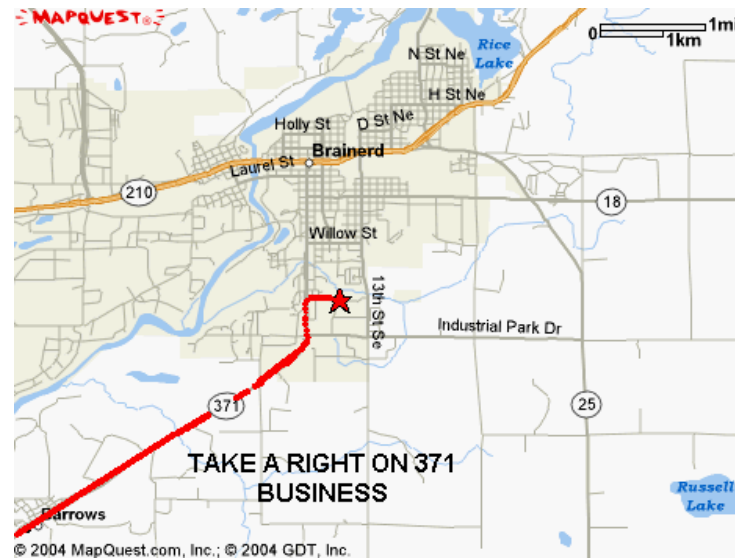 MAPQUEST®
1mi
0
1km
Rice
Lake
N St Ne
H St Ne
D St Ne
Holly St
Brainerd
Laurel St
210
18
Willow St
13th St Se
Industrial Park Dr
371
25
TAKE A RIGHT ON 371
BUSINESS
Russell
Lake
Barrows
© 2004 MapQuest.com, Inc.; © 2004 GDT, Inc.